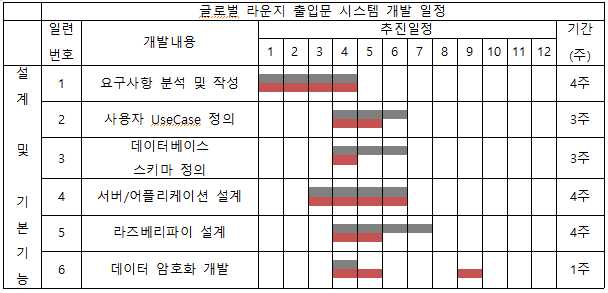 글로벌 라운지 출입문 시스템 개발 일정
일련
번호
개발내용
추진일정
기간
(주)
1 2 3 4 5 6 7 8 9 10 11 12
설
계
및
기
본
기
능
1 요구사항 분석 및 작성 4주
2 사용자 UseCase 정의 3주
3 데이터베이스
스키마 정의 3주
4 서버/어플리케이션 설계 4주
5 라즈베리파이 설계 4주
6 데이터 암호화 개발 1주